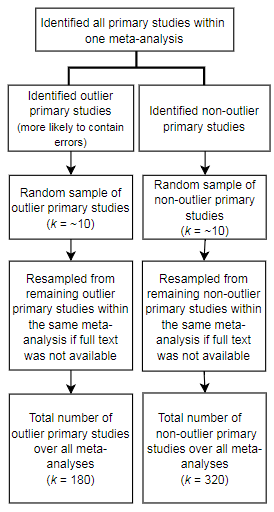 Identified all primary studies within
one meta-analysis
Identified outlier
primary studies
(more likely to contain
errors)
Identified non-outlier
primary studies
Random sample of
outlier primary studies
(k = ~10)
Random sample of
non-outlier primary
studies
(k = ~10)
Resampled from
remaining outlier
primary studies within
the same meta-
analysis if full text
was not available
Resampled from
remaining non-outlier
primary studies within
the same meta-
analysis if full text
was not available
Total number of
outlier primary studies
over all meta-
analyses
(k = 180)
Total number of
non-outlier primary
studies over all meta-
analyses
(k = 320)